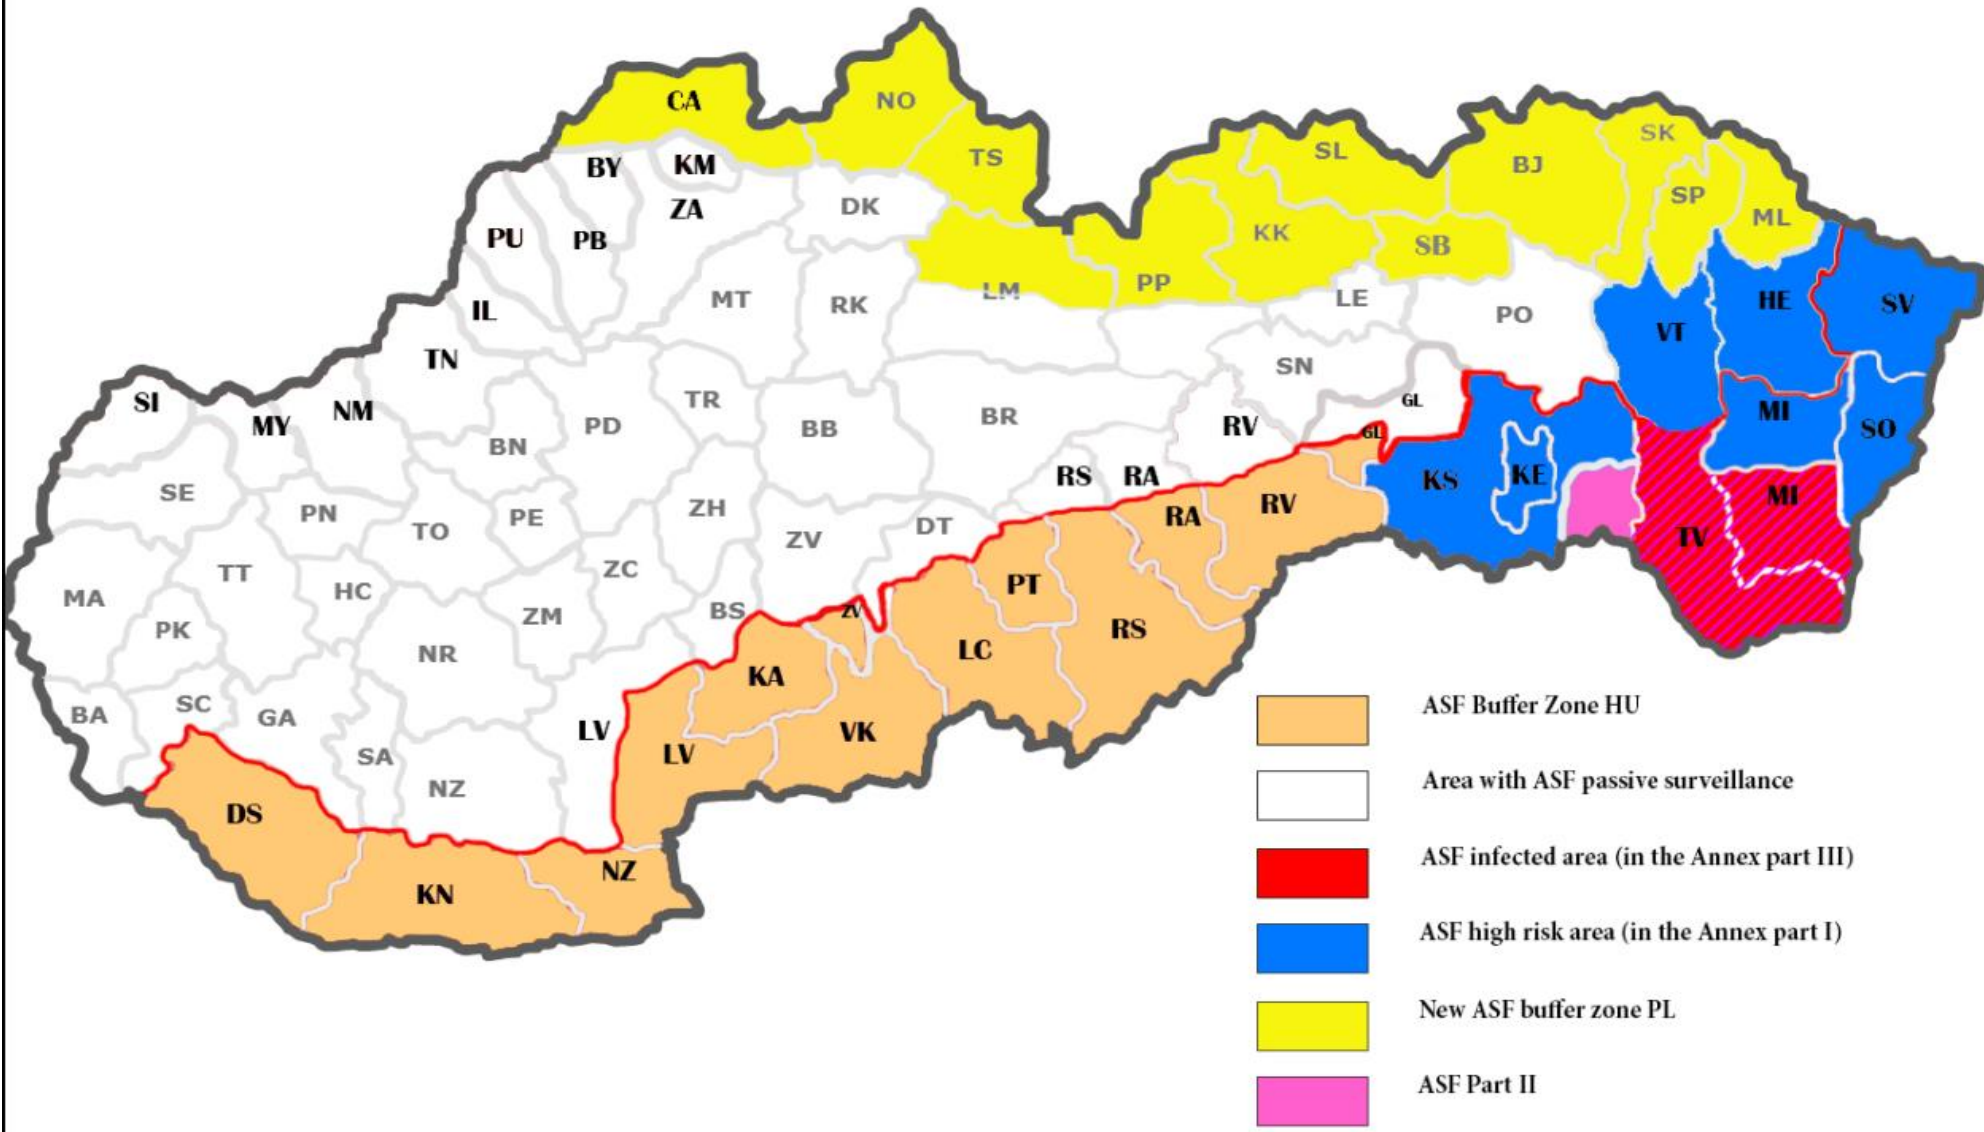 CA
NO
TS
SL
BJ
SK
SP
ML
BY
KM
ZA
DK
PU
PB
KK
SB
LM
PP
IL
MT
RK
LE
PO
VT
HE
SV
TN
SN
SI
MY
NM
BN
PD
TR
BB
BR
RV
GL
GL
MI
SO
SE
PN
TO
PE
ZH
ZV
DT
RS
RA
RA
RV
KS
KE
MI
TV
MA
TT
HC
PK
ZC
ZM
BS
ZV
PT
RS
NR
KA
LC
BA
SC
GA
SA
NZ
LV
LV
VK
DS
KN
NZ
ASF Buffer Zone HU
Area with ASF passive surveillance
ASF infected area (in the Annex part III)
ASF high risk area (in the Annex part I)
New ASF buffer zone PL
ASF Part II